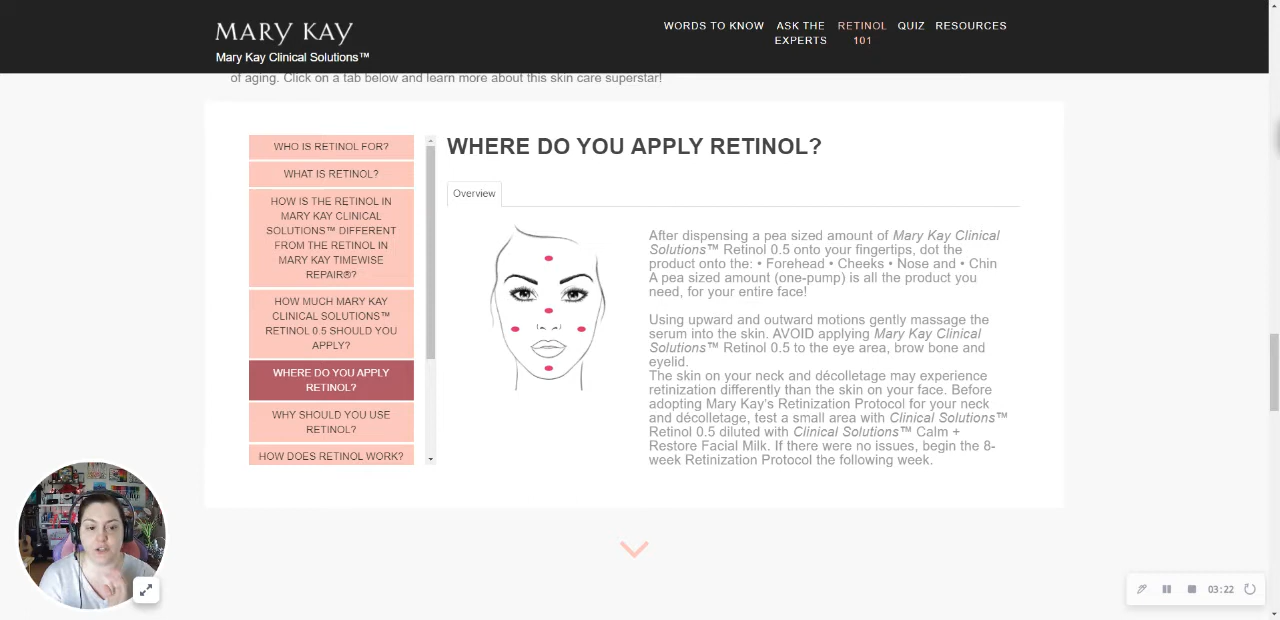 MARY KAY
Mary Kay Clinical Solutions™
WORDS TO KNOW
ASK THE
EXPERTS
RETINOL
101
QUIZ
RESOURCES
of aging. Click on a tab below and learn more about this skin care superstar!
WHO IS RETINOL FOR?
WHAT IS RETINOL?
HOW IS THE RETINOL IN
MARY KAY CLINICAL
SOLUTIONS™ DIFFERENT
FROM THE RETINOL IN
MARY KAY TIMEWISE
REPAIR®?
HOW MUCH MARY KAY
CLINICAL SOLUTIONS™
RETINOL 0.5 SHOULD YOU
APPLY?
WHERE DO YOU APPLY
RETINOL?
WHY SHOULD YOU USE
RETINOL?
HOW DOES RETINOL WORK?
WHERE DO YOU APPLY RETINOL?
Overview
After dispensing a pea sized amount of Mary Kay Clinical
Solutions™ Retinol 0.5 onto your fingertips, dot the
product onto the: • Forehead • Cheeks • Nose and • Chin
A pea sized amount (one-pump) is all the product you
need, for your entire face!
Using upward and outward motions gently massage the
serum into the skin. AVOID applying Mary Kay Clinical
Solutions™ Retinol 0.5 to the eye area, brow bone and
eyelid.
The skin on your neck and décolletage may experience
retinization differently than the skin on your face. Before
adopting Mary Kay's Retinization Protocol for your neck
and décolletage, test a small area with Clinical Solutions™
Retinol 0.5 diluted with Clinical Solutions™ Calm +
Restore Facial Milk. If there were no issues, begin the 8-
week Retinization Protocol the following week.
03:22